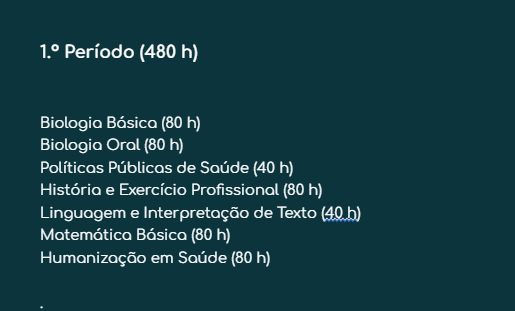 1.º Período (480 h)
Biologia Básica (80 h)
Biologia Oral (80 h)
Políticas Públicas de Saúde (40 h)
História e Exercício Profissional (80 h)
Linguagem e Interpretação de Texto (40 h)
Matemática Básica (80 h)
Humanização em Saúde (80 h)
.